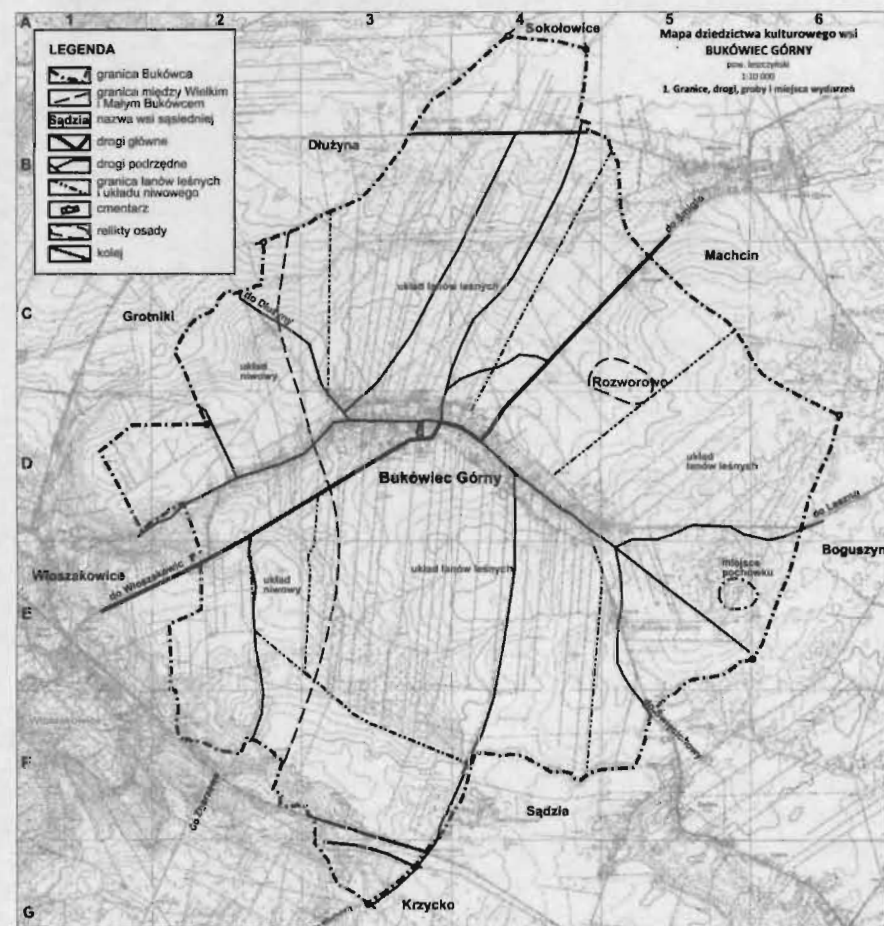 A
1
2
3
4
5
6
B
C
D
E
F
G
Mapa dziedzictwa kulturowego wsi
BUKÓWIEC GÓRNY
pow. leszczyński
1:10 000
1. Granice, drogi, groby i miejsca wydarzeń
LEGENDA
granica Bukówca
granica między Wielkim
i Małym Bukówcem
Sądzia nazwa wsi sąsiedniej
drogi główne
drogi podrzędne
granica łanów leśnych
i układu niwowego
cmentarz
relikty osady
kolej
Sokołowice
Dłużyna
do Śmigla
Machcin
układ łanów leśnych
Grotniki
do Dłużyny
układ
niwowy
Rozworowo
układ
łanów leśnych
Bukówiec Górny
do Leszna
Boguszyn
Włoszakowice
do Włoszakowic
układ
niwowy
układ łanów leśnych
miejsce
pochówku
Włoszakowice
Sądzia
Krzycko